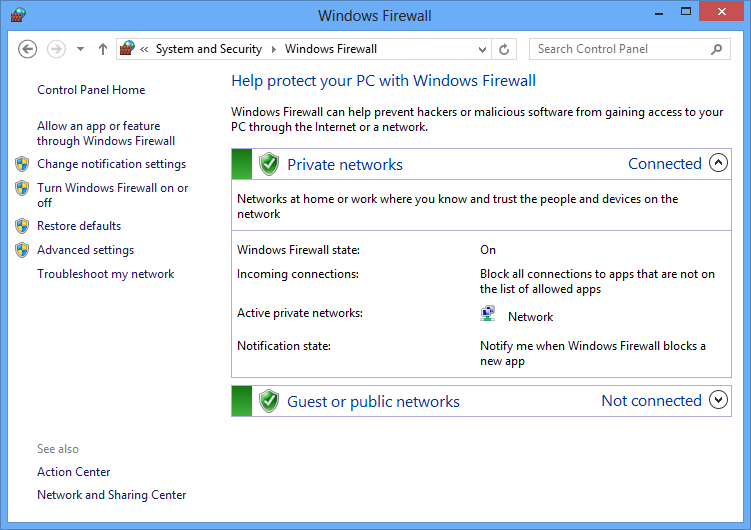 Windows Firewall
« System and Security Windows Firewall
Search Control Panel
Control Panel Home
Allow an app or feature
through Windows Firewall
Change notification settings
Turn Windows Firewall on or
off
Restore defaults
Advanced settings
Troubleshoot my network
See also
Action Center
Network and Sharing Center
Help protect your PC with Windows Firewall
Windows Firewall can help prevent hackers or malicious software from gaining access to your
PC through the Internet or a network.
Private networks Connected
Networks at home or work where you know and trust the people and devices on the
network
Windows Firewall state: On
Incoming connections: Block all connections to apps that are not on
the list of allowed apps
Active private networks: Network
Notification state: Notify me when Windows Firewall blocks a
new app
Guest or public networks Not connected